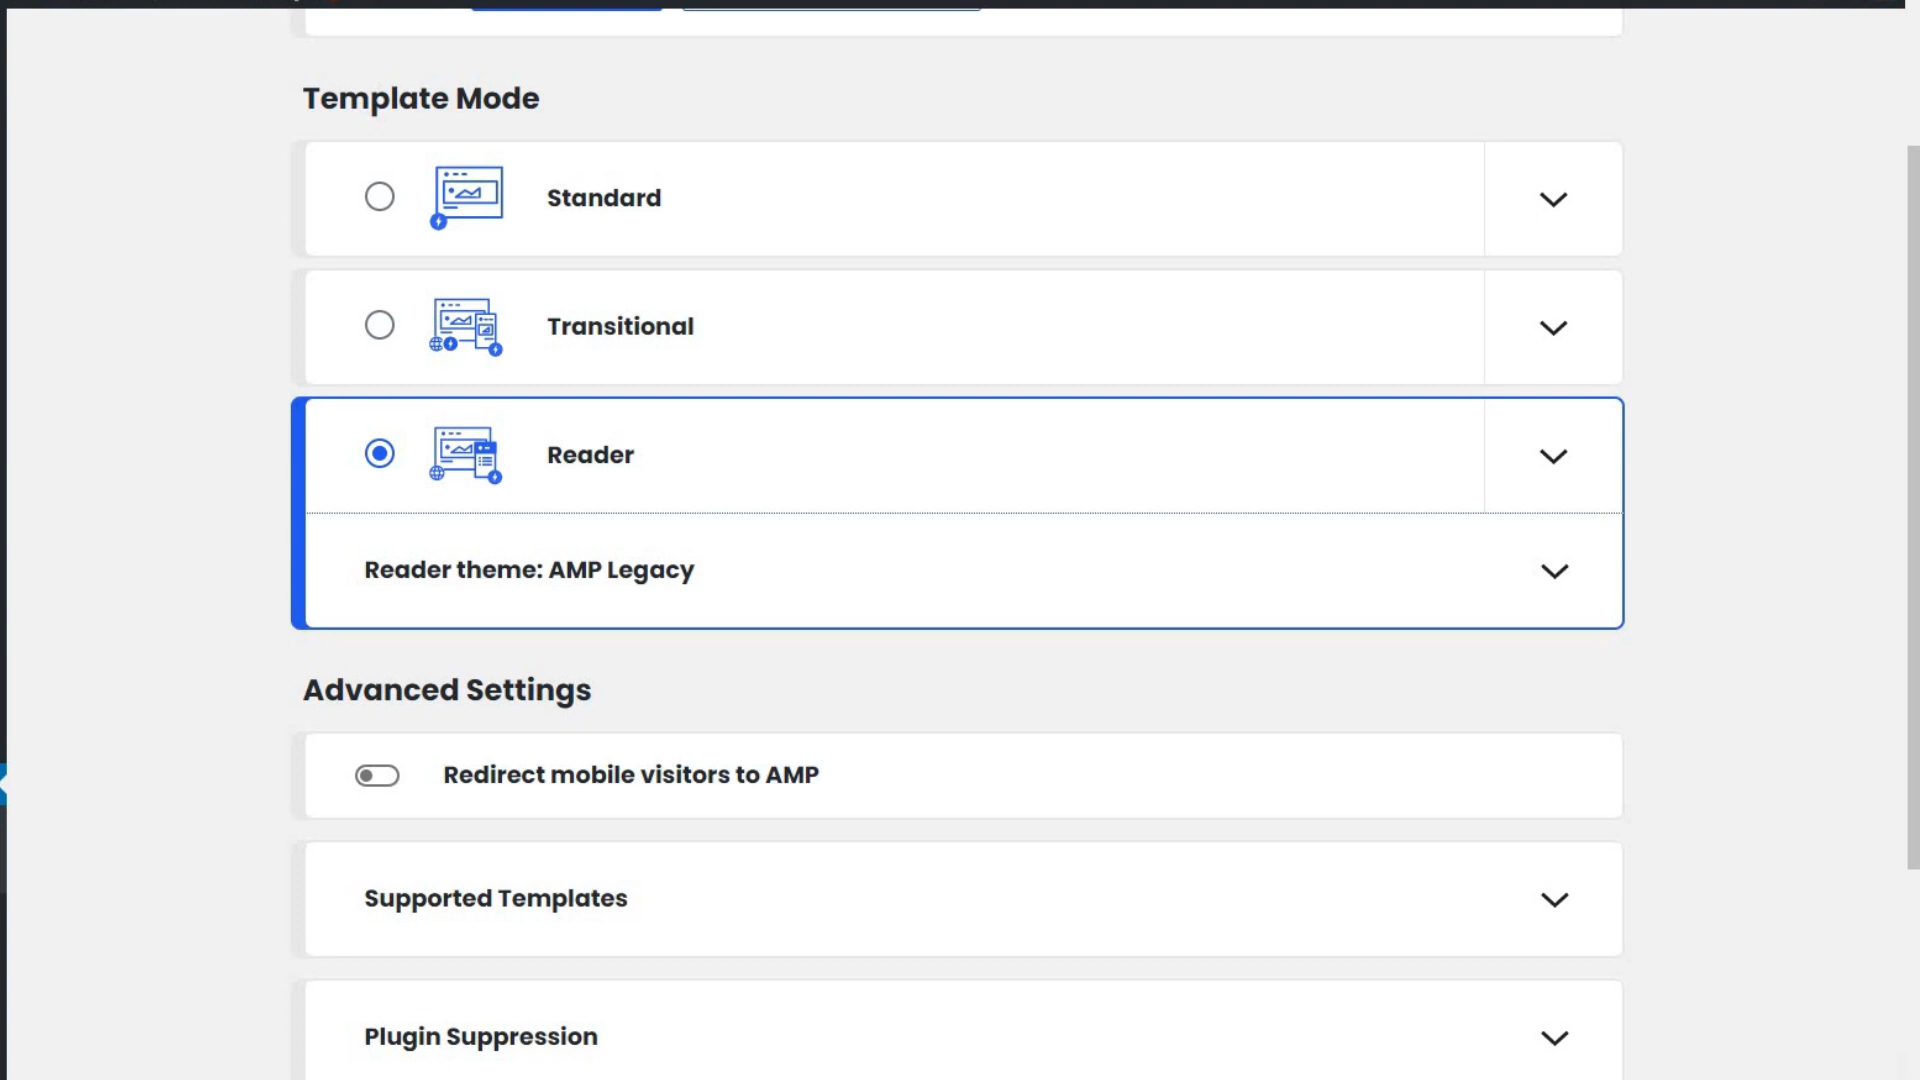 Template Mode
Standard
Transitional
Reader
Reader theme: AMP Legacy
Advanced Settings
Redirect mobile visitors to AMP
Supported Templates
Plugin Suppression